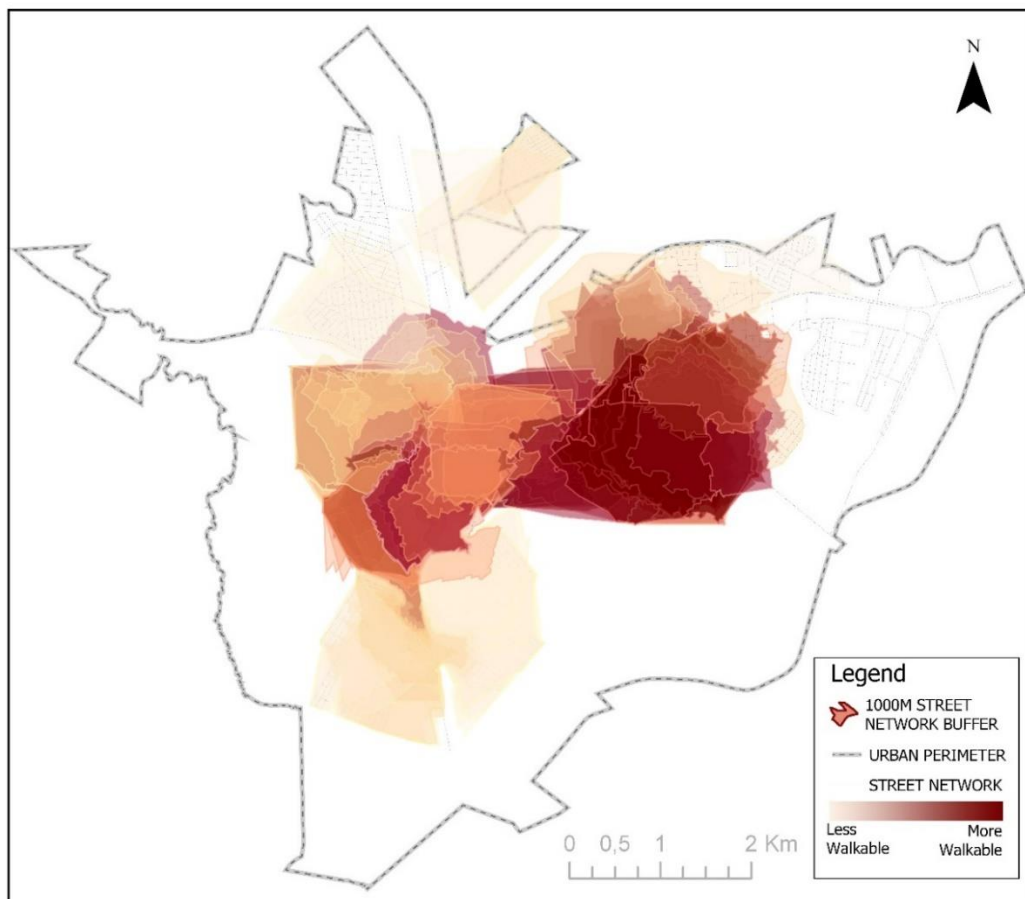 N
Legend
1000M STREET
NETWORK BUFFER
URBAN PERIMETER
STREET NETWORK
Less
Walkable
More
Walkable
0 0,5 1 2 Km